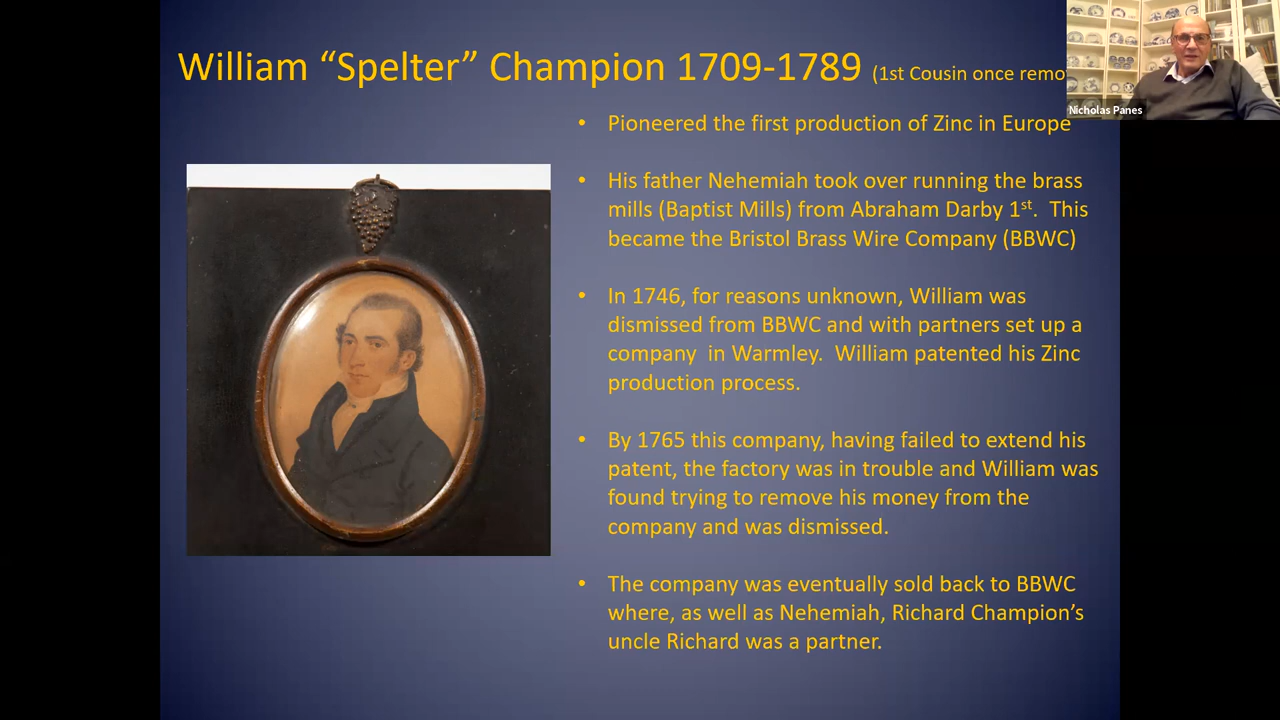 William “Spelter” Champion 1709-1789 (1st Cousin once remo
Nicholas Panes
• Pioneered the first production of Zinc in Europe
• His father Nehemiah took over running the brass
mills (Baptist Mills) from Abraham Darby 1st. This
became the Bristol Brass Wire Company (BBWC)
• In 1746, for reasons unknown, William was
dismissed from BBWC and with partners set up a
company in Warmley. William patented his Zinc
production process.
• By 1765 this company, having failed to extend his
patent, the factory was in trouble and William was
found trying to remove his money from the
company and was dismissed.
• The company was eventually sold back to BBWC
where, as well as Nehemiah, Richard Champion’s
uncle Richard was a partner.